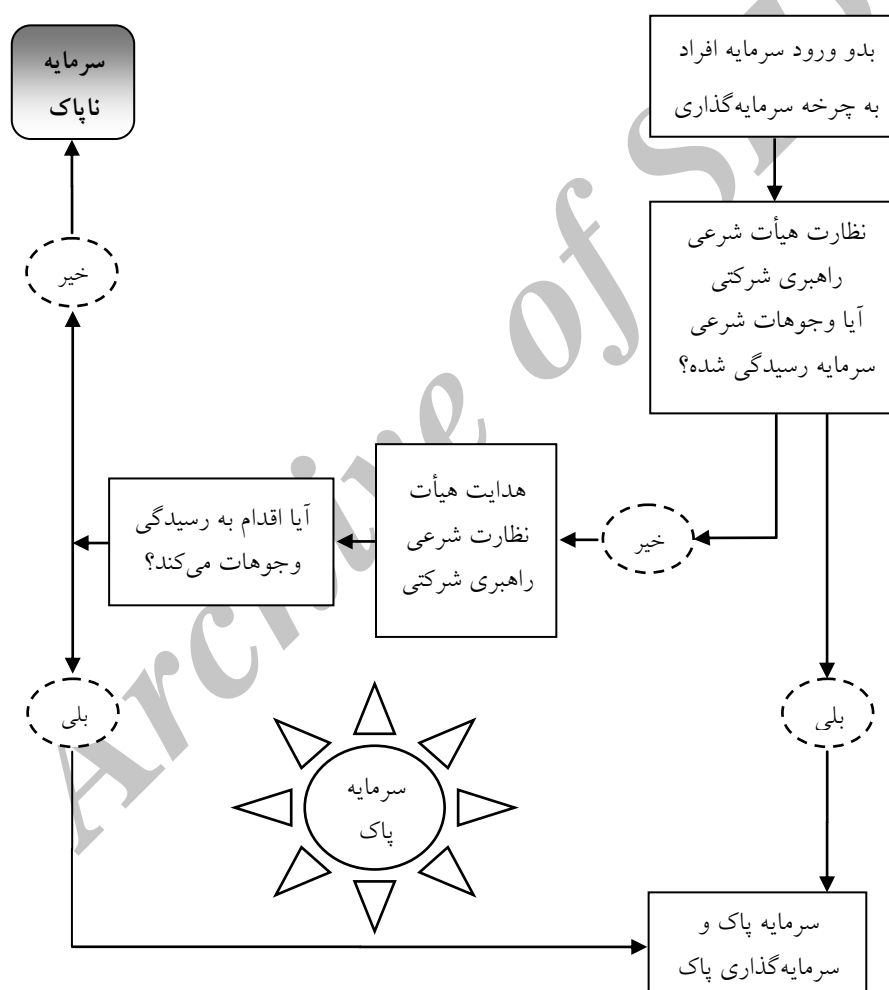 بدو ورود سرمایه افراد
به چرخه سرمایه‌گذاری
نظارت هیأت شرعی
راهبری شرکتی
آیا وجوهات شرعی
سرمایه رسیدگی شده؟
خیر
هدایت هیأت
نظارت شرعی
راهبری شرکتی
آیا اقدام به رسیدگی
وجوهات می‌کند؟
خیر
سرمایه
ناپاک
بلی
بلی
سرمایه
پاک
سرمایه پاک و
سرمایه‌گذاری پاک
Archive of